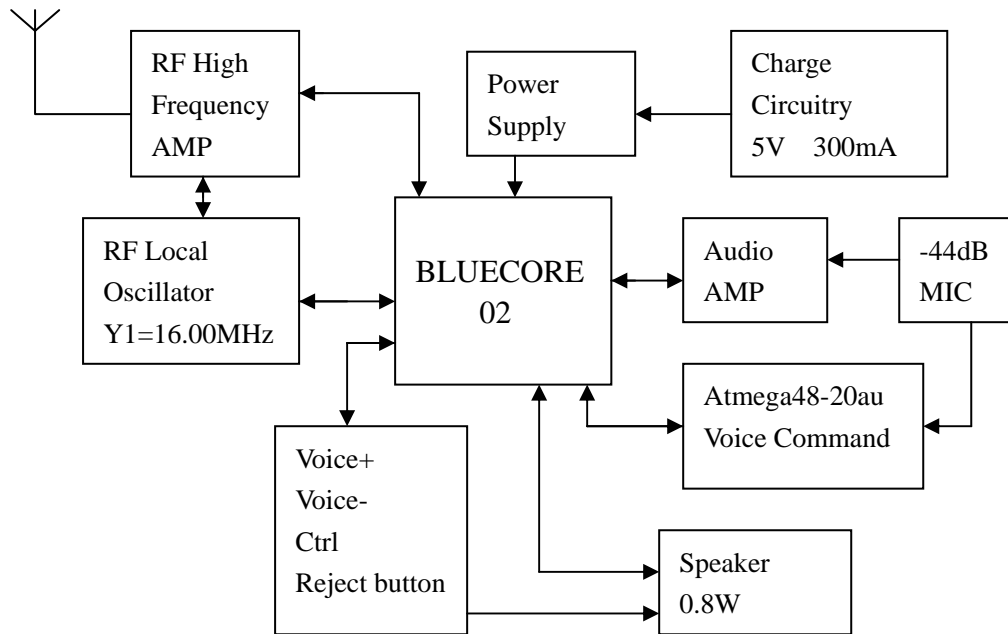 RF High
Frequency
AMP
Power
Supply
Charge
Circuitry
5V 300mA
RF Local
Oscillator
Y1=16.00MHz
BLUECORE
02
Audio
AMP
-44dB
MIC
Atmega48-20au
Voice Command
Voice+
Voice-
Ctrl
Reject button
Speaker
0.8W